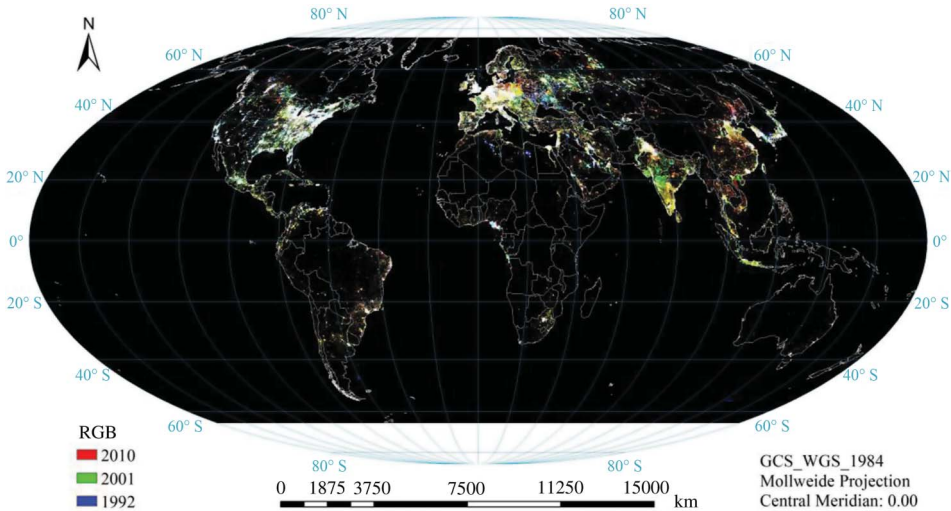 80° N 80° N
N
60° N 60° N
40° N 40° N
20° N 20° N
0° 0°
20° S 20° S
40° S 40° S
60° S 60° S
80° S 80° S
RGB
2010
2001
1992
0 1875 3750 7500 11250 15000
km
GCS_WGS_1984
Mollweide Projection
Central Meridian: 0.00